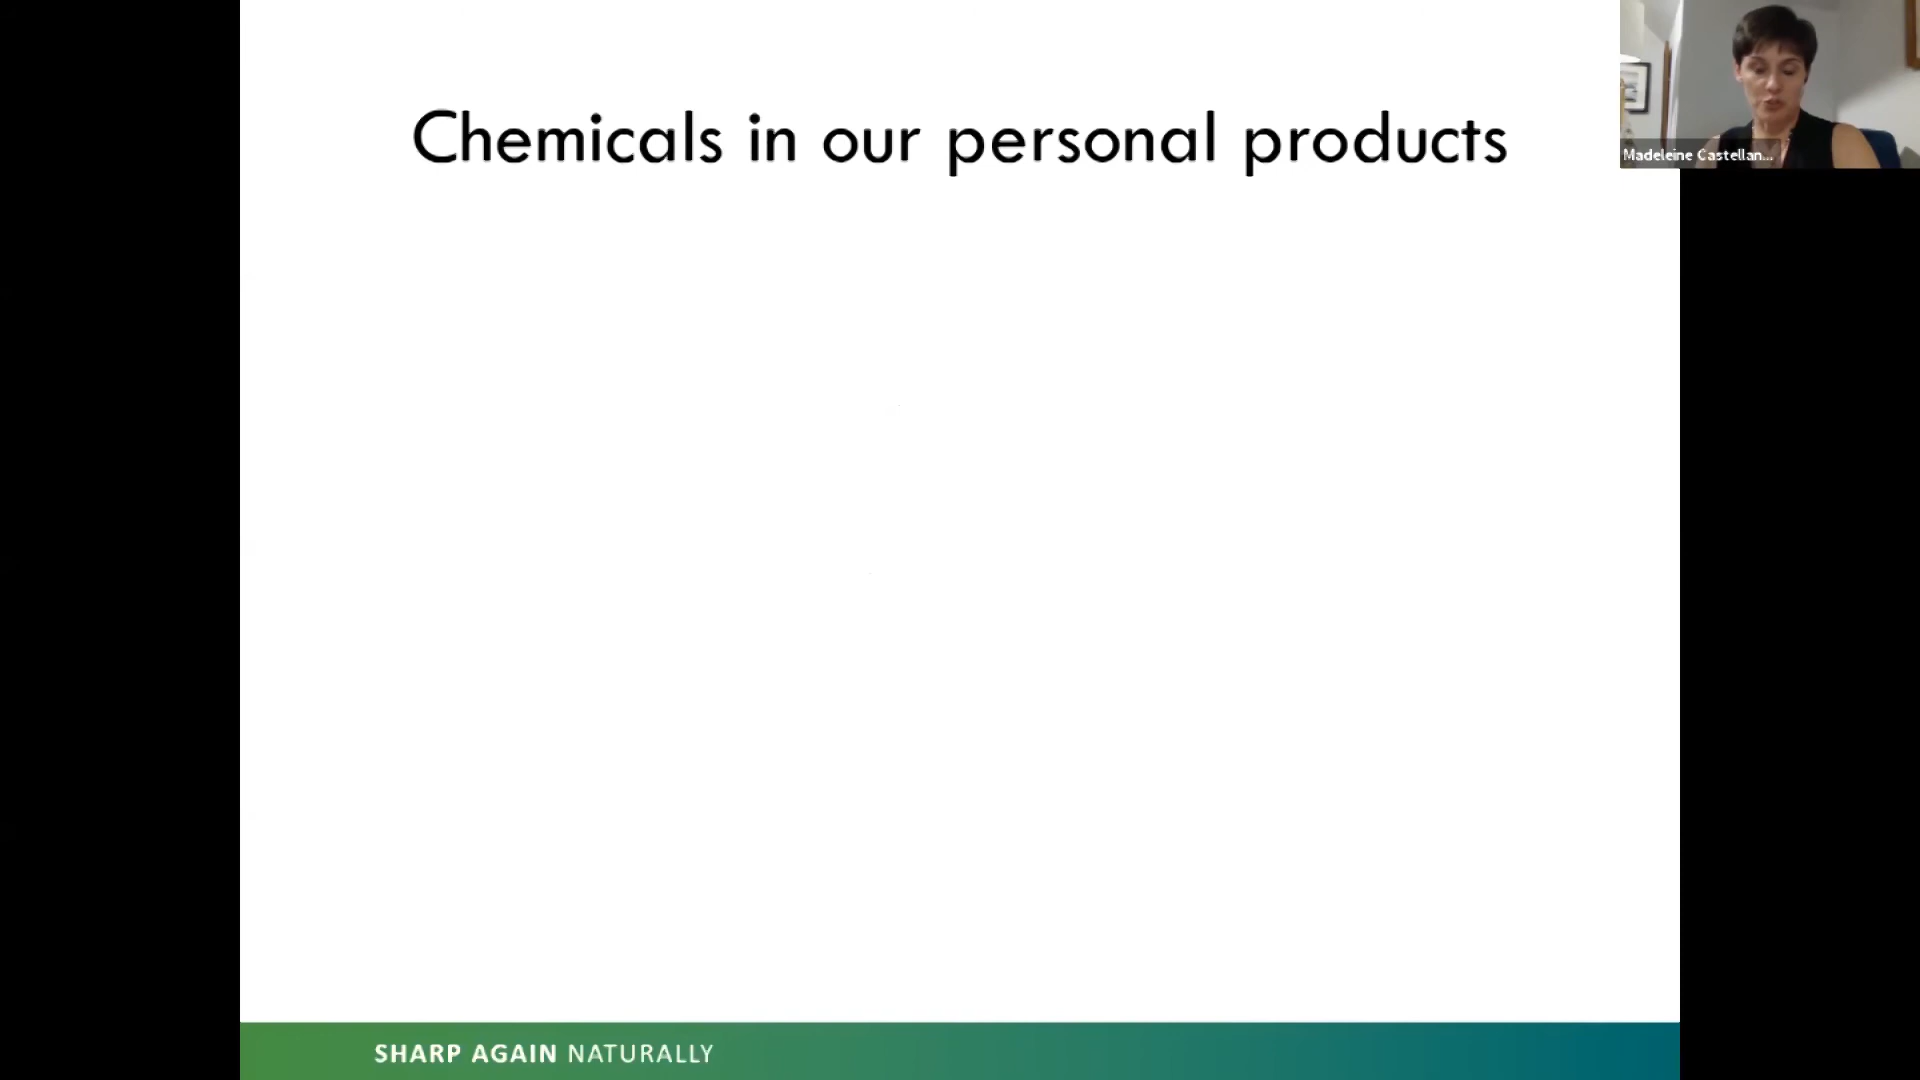 Chemicals in our personal products
Madeleine Castellan...
SHARP AGAIN NATURALLY